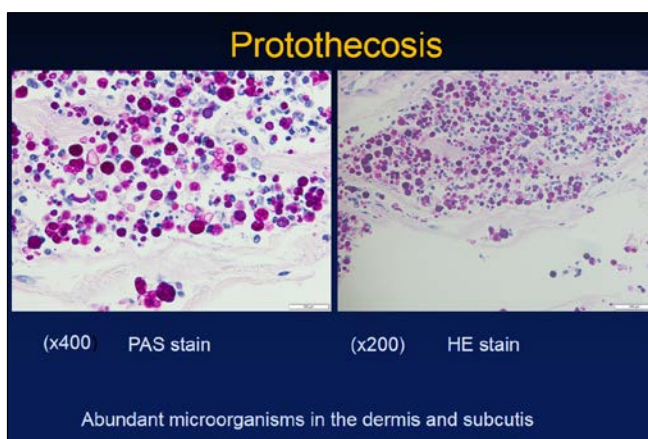 Protothecosis
(x400) PAS stain
(x200) HE stain
Abundant microorganisms in the dermis and subcutis